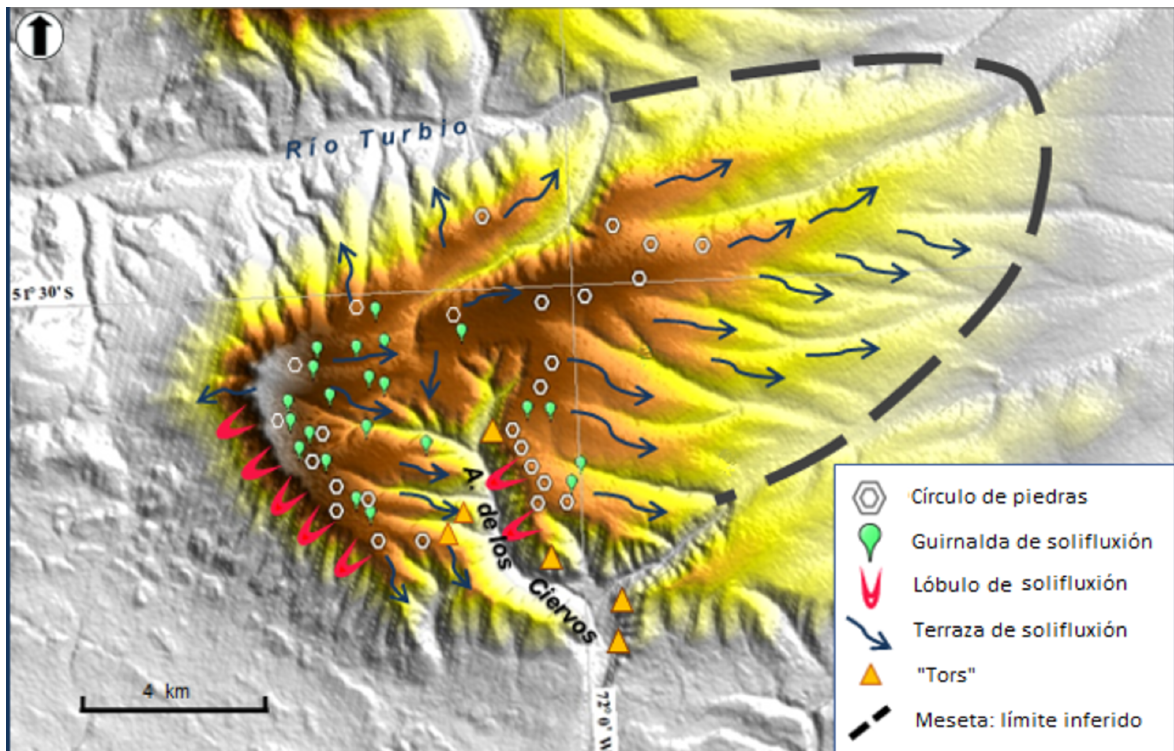 Río Turbio
51° 30' S
A. de los
Ciervos
4 km
72° 0' W
Círculo de piedras
Guirnalda de solifluxión
Lóbulo de solifluxión
Terraza de solifluxión
"Tors"
Meseta: límite inferido